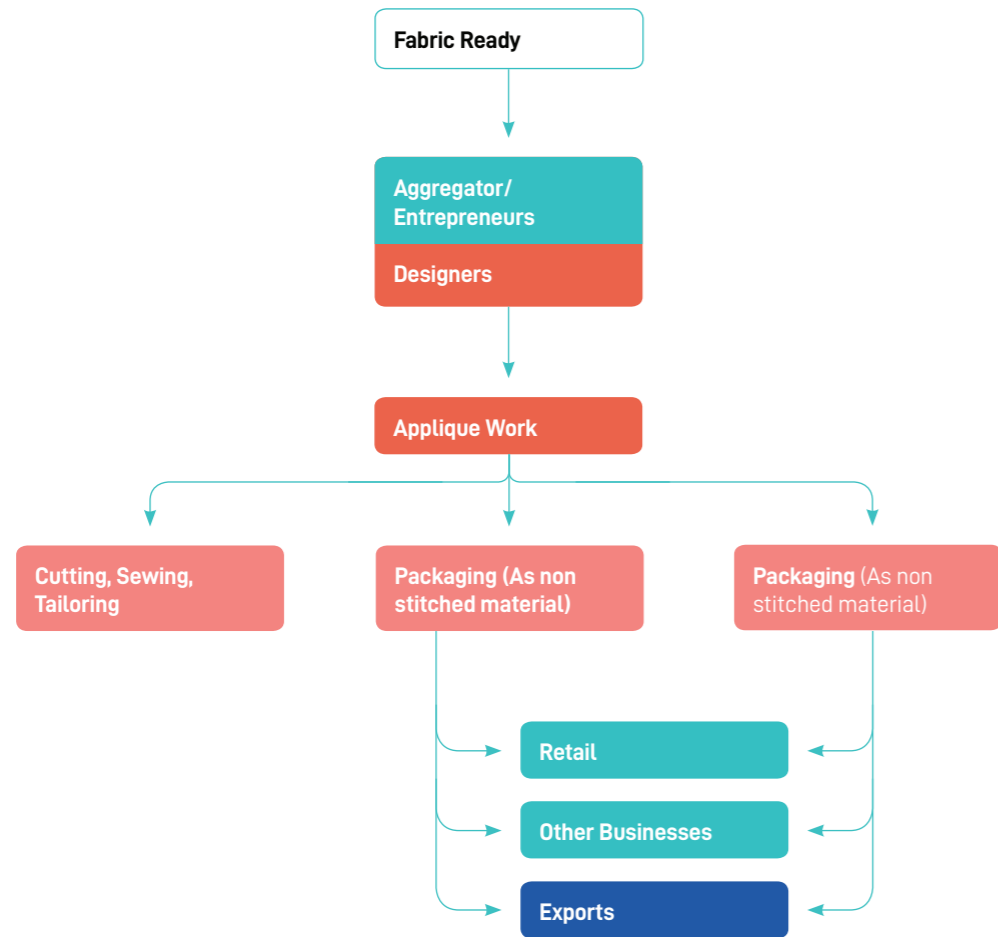 Fabric Ready
Aggregator/
Entrepreneurs
Designers
Applique Work
Cutting, Sewing,
Tailoring
Packaging (As non
stitched material)
Packaging (As non
stitched material)
Retail
Other Businesses
Exports